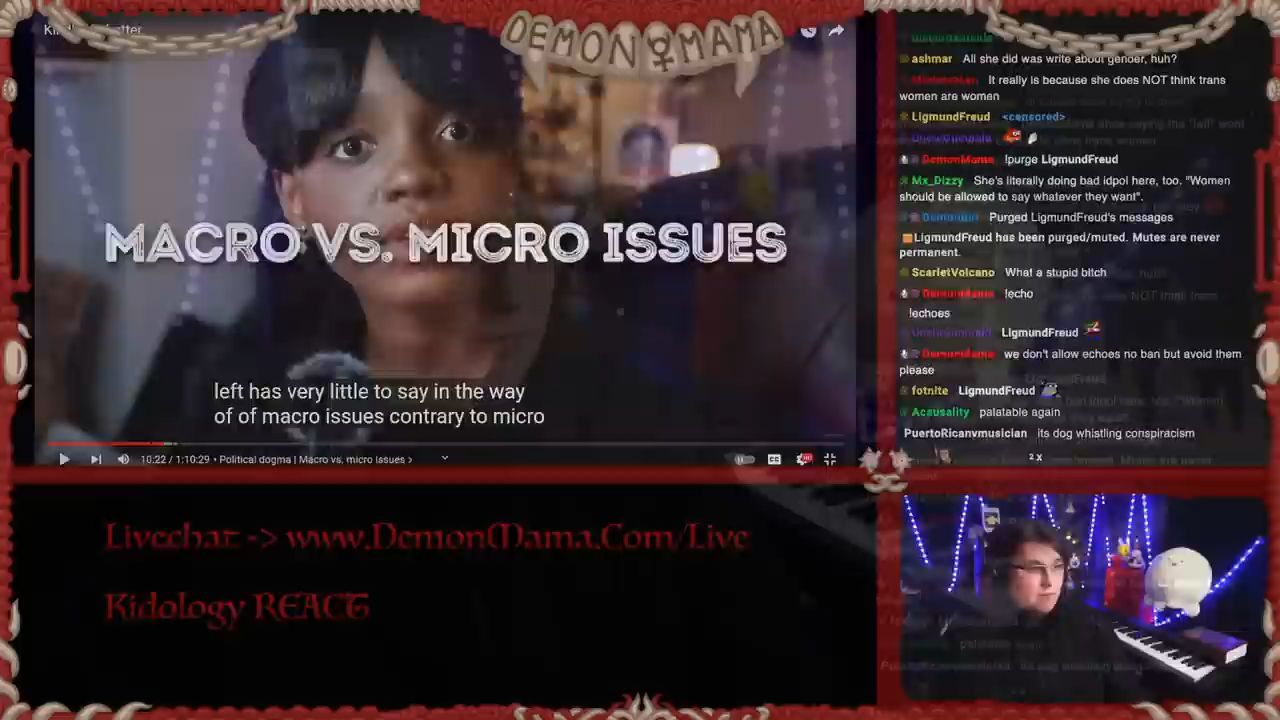 DEMON MAMA
MACRO VS. MICRO ISSUES
left has very little to say in the way
of of macro issues contrary to micro
10:22 / 1:10:29 • Political dogma | Macro vs. micro issues >
CC
ashmar All she did was write about gender, huh?
It really is because she does NOT think trans
women are women
LigmundFreud <censored>
DemonMama !purge LigmundFreud
Mx_Dizzy She's literally doing bad idpol here, too. "Women
should be allowed to say whatever they want".
Purged LigmundFreud's messages
LigmundFreud has been purged/muted. Mutes are never
permanent.
ScarletVolcano What a stupid bitch
DemonMama !echo
!echoes
LigmundFreud
DemonMama we don't allow echoes no ban but avoid them
please
fotnite LigmundFreud
Acausality palatable again
PuertoRicanvmusician its dog whistling conspiracism
2 x
Livechat -> www.DemonMama.Com/Live
Kidology REACT